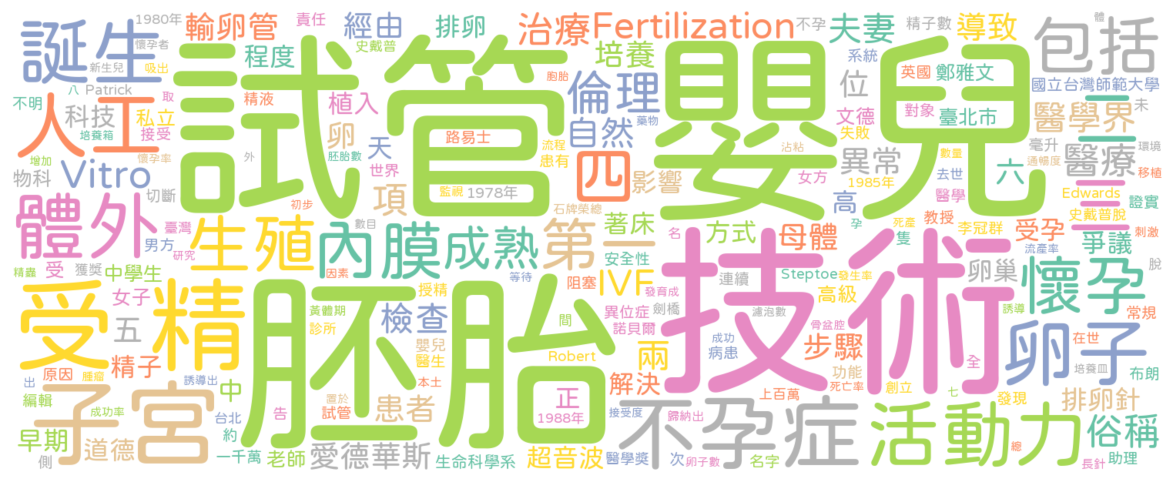 試管
嬰兒
胚胎
技術
受精
子宮
人工
誕生
包括
體外
生殖
內膜
成熟
第一
不孕症
活動力
卵子
懷孕
Vitro
IVF
Fertilization
治療
輸卵管
經由
排卵
夫妻
導致
程度
培養
倫理
位
自然
四
影響
異常
醫學界
醫療
二
三
六
高
科技
物科
植入
卵
天
項
著床
方式
母體
爭議
受孕
卵巢
中學生
五
精子
檢查
中
患者
早期
道德
老師
愛德華斯
生命科學系
超音波
解決
兩
正
步驟
高級
排卵針
俗稱
1980年
懷孕者
新生兒
吸出
八
Patrick
培養箱
不明
取
私立
接受
精液
責任
史戴普
增加
懷孕率
切斷
外
路易士
胚胎數
世界
監視
1978年
初步
流程
患有
石牌榮總
胞胎
藥物
沾粘
不孕
系統
精子數
英國
鄭雅文
國立台灣師範大學
體
文德
對象
臺北市
未
失敗
毫升
通暢度
環境
移植
1985年
數量
去世
女方
醫學
Edwards
證實
史戴普脫
刺激
教授
李冠群
流產率
死產
孕
隻
名
安全性
連續
Steptoe
發生率
脫
誘導
臺灣
男方
研究
數目
精蟲
受
獲獎
女子
因素
等待
阻塞
黃體期
授精
診所
間
異位症
發育成
劍橋
諾貝爾
濾泡數
骨盆腔
常規
在世
全
嬰兒
醫生
Robert
成功
病患
功能
死亡率
創立
培養皿
布朗
出
原因
腫瘤
誘導出
本土
置於
試管
1988年
上百萬
七
發現
編輯
成功率
台北
告
接受度
歸納出
約
一千萬
側
醫學獎
次
卵子數
名字
總
長針
助理